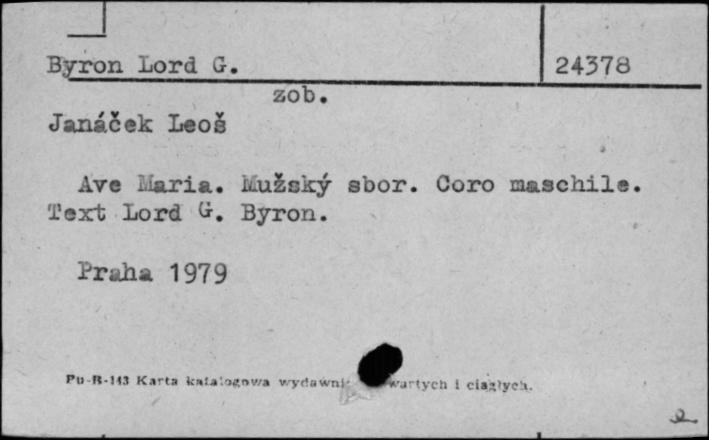 Byron Lord G.
24378
zob.
Janáček Leoš
Ave Maria. Mužský sbor. Coro maschile.
Text Lord G. Byron.
Praha 1979
Pu-B-143 Karta katalogowa wydawni wartych i ciągłych.